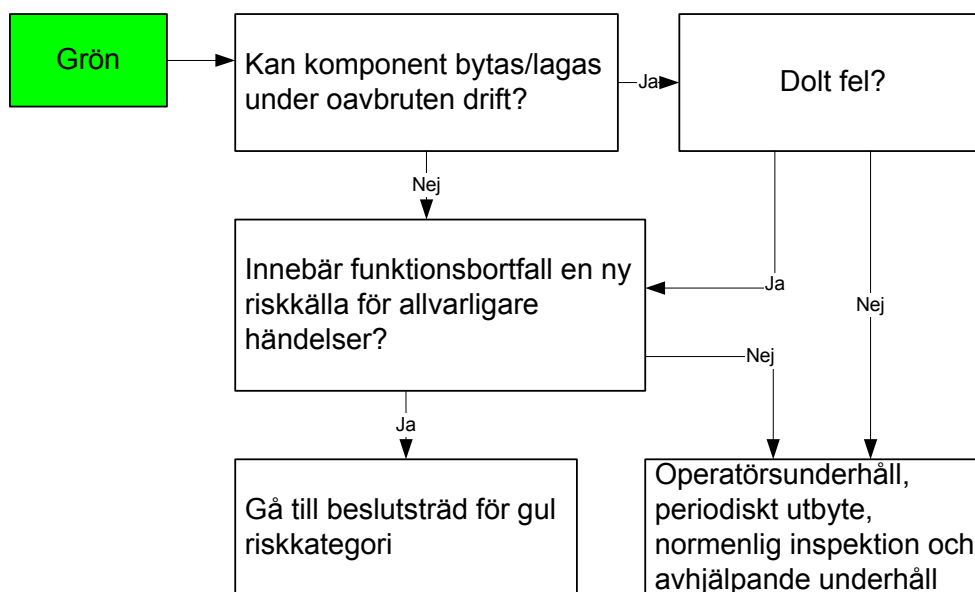 Grön
Kan komponent bytas/lagas
under oavbruten drift?
Ja
Dolt fel?
Nej
Innebär funktionsbortfall en ny
riskkälla för allvarligare
händelser?
Ja
Nej
Nej
Ja
Gå till beslutsträd för gul
riskkategori
Operatörsunderhåll,
periodiskt utbyte,
normenlig inspektion och
avhjälpande underhåll